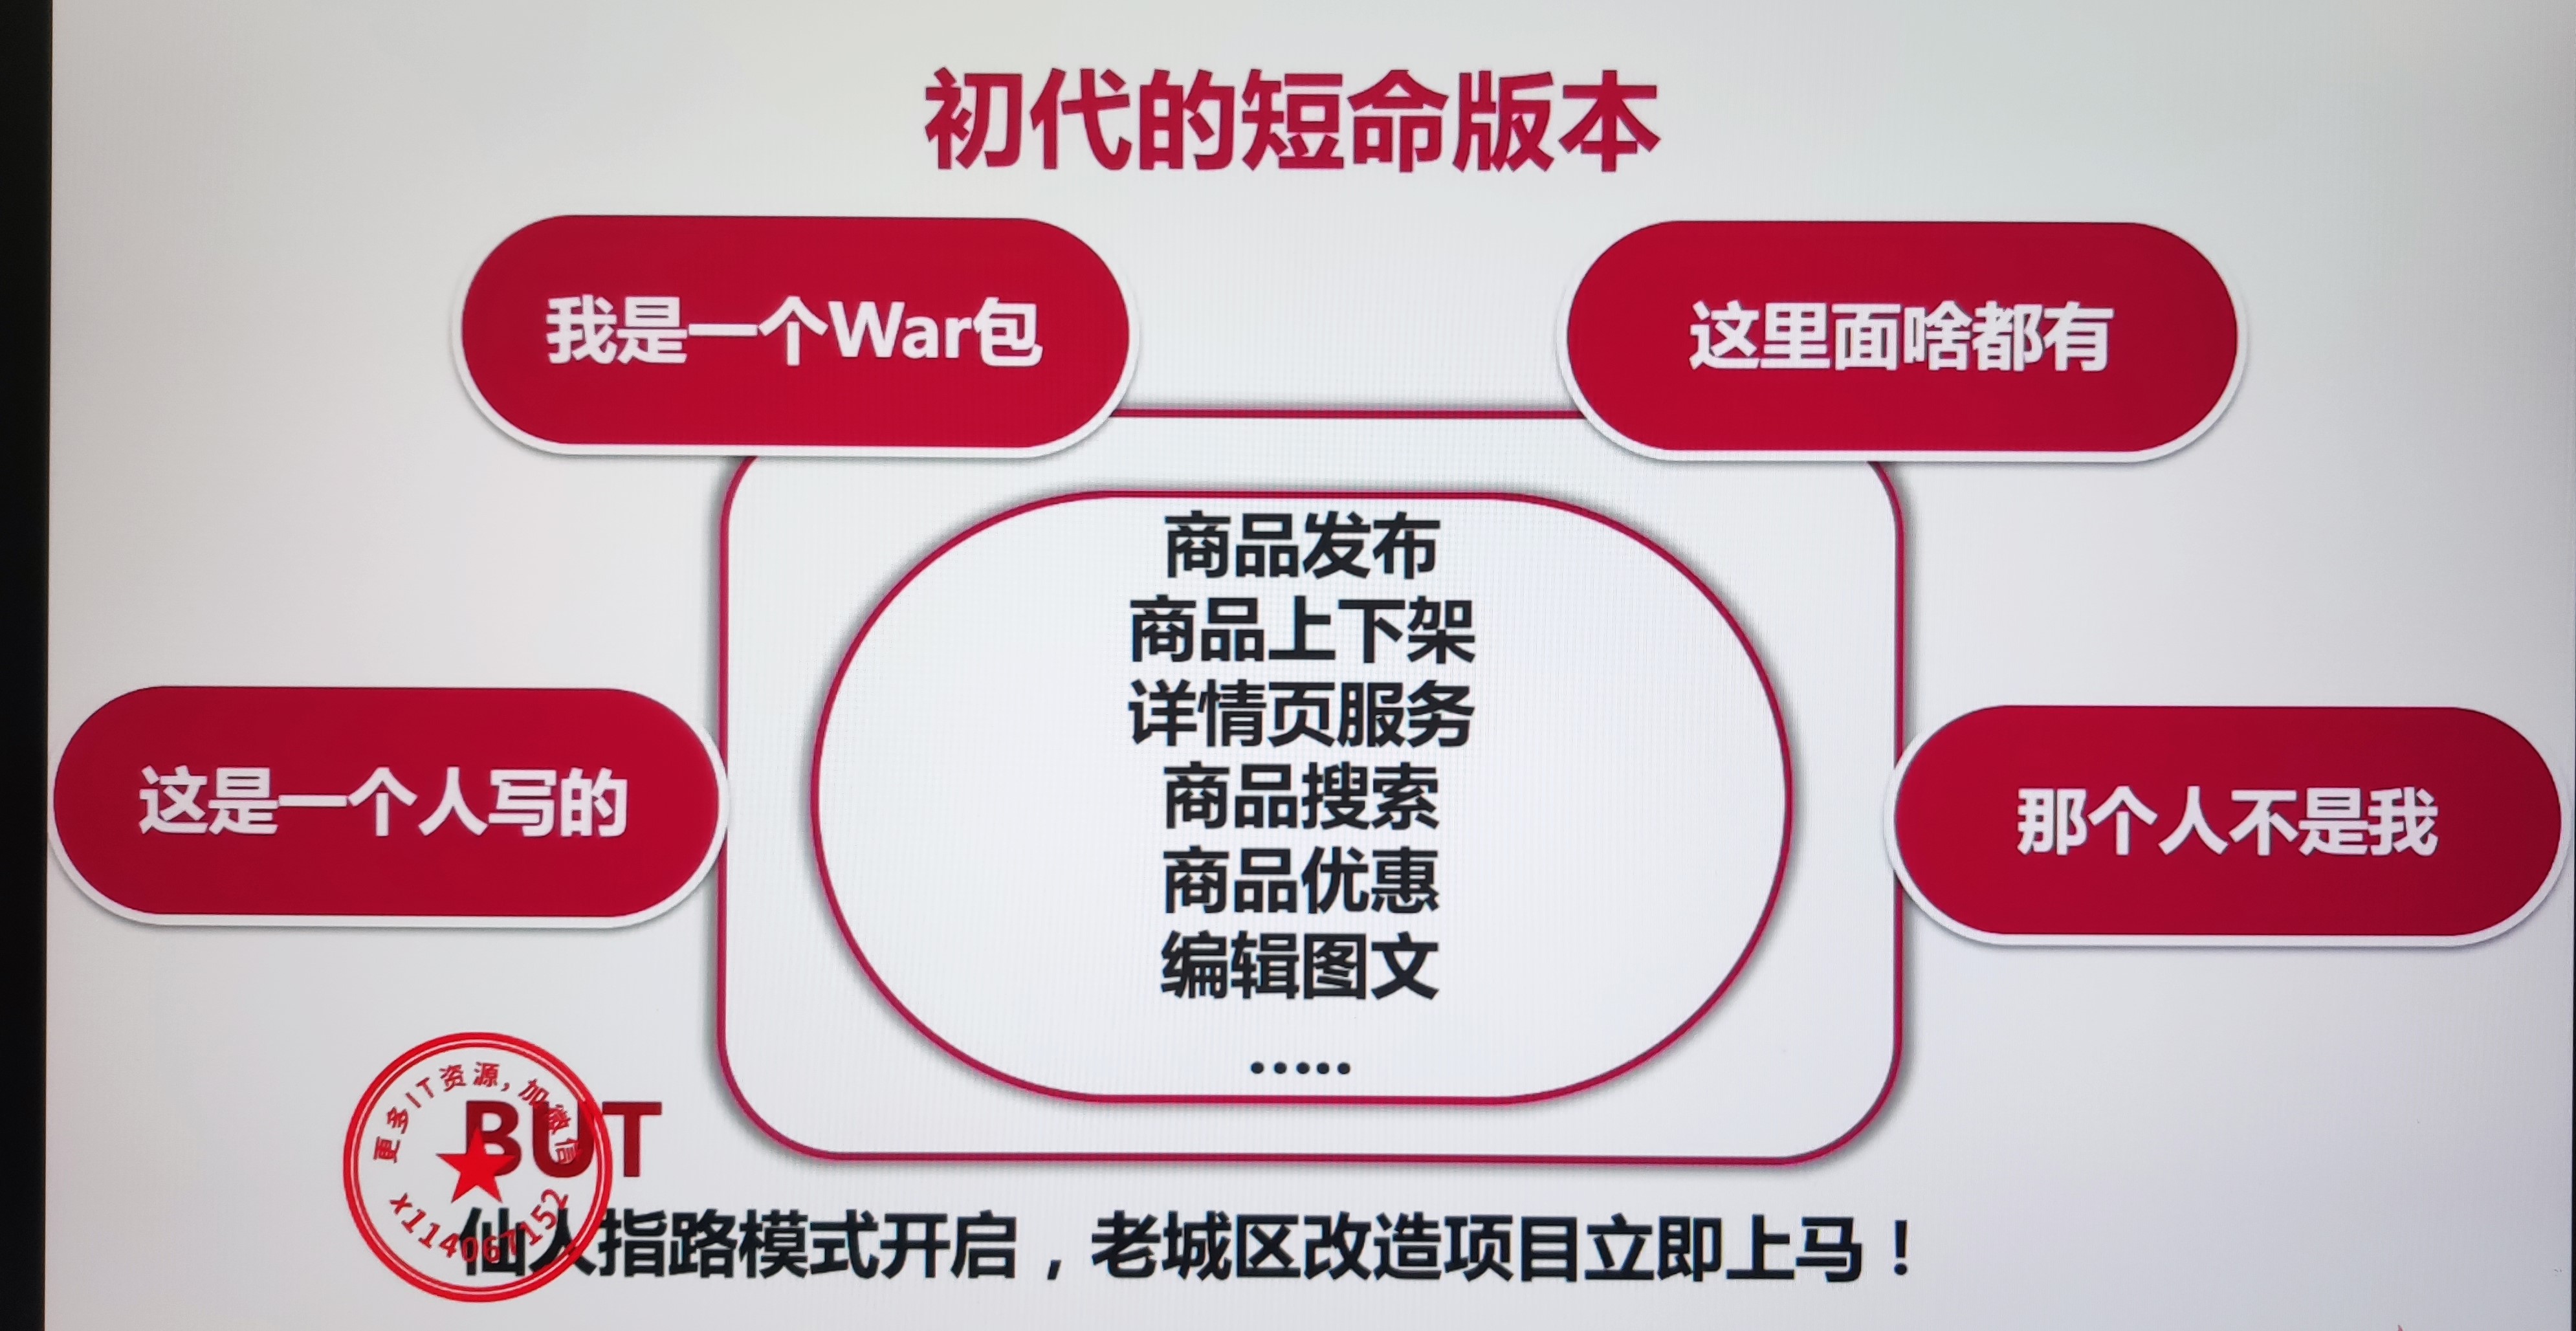 初代的短命版本
我是一个War包
这里面啥都有
商品发布
商品上下架
详情页服务
商品搜索
商品优惠
编辑图文
.....
这是一个人写的
那个人不是我
BUT
更多IT资源,加微信
x1140677152
仙人指路模式开启，老城区改造项目立即上马！